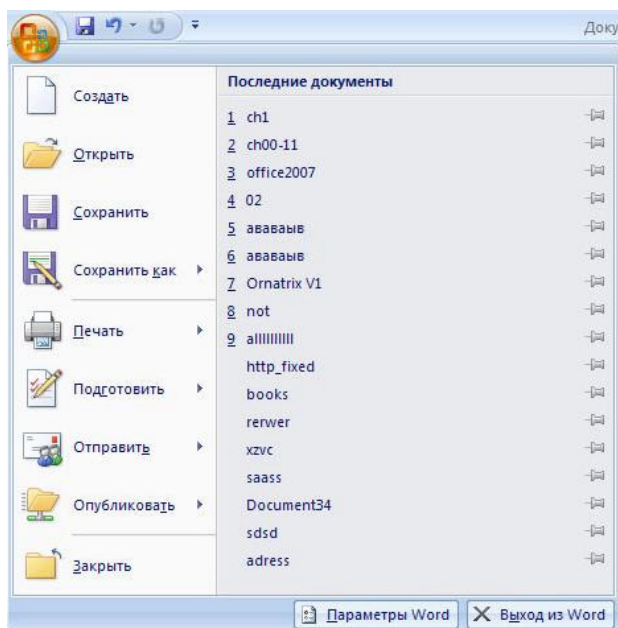 Доку
Создать
Открыть
Сохранить
Сохранить как
Печать
Подготовить
Отправить
Опубликовать
Закрыть
Последние документы
1 ch1
2 ch00-11
3 office2007
4 02
5 ававаыв
6 ававаыв
7 Ornatrix V1
8 not
9 allllllllll
http_fixed
books
rerwer
xzvc
saass
Document34
sdsd
adress
Параметры Word
Выход из Word